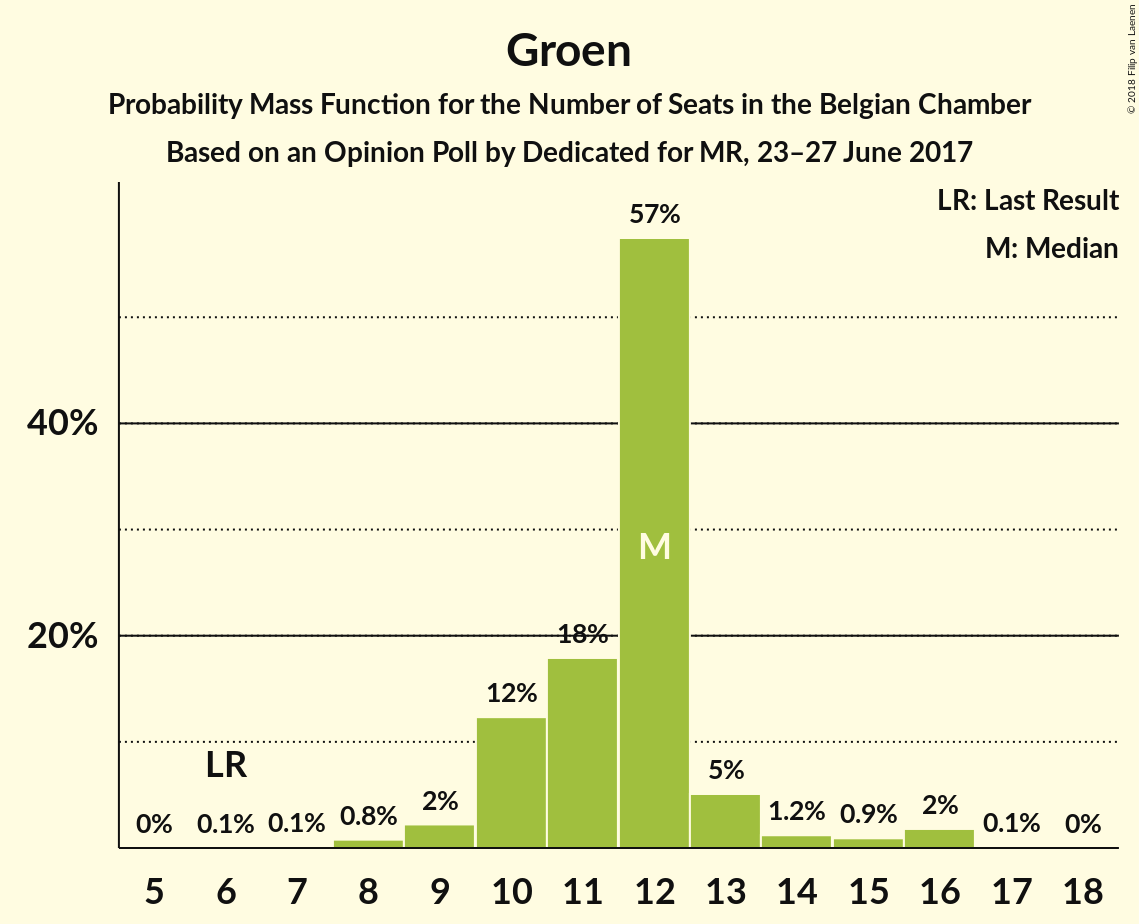 Groen
Probability Mass Function for the Number of Seats in the Belgian Chamber
Based on an Opinion Poll by Dedicated for MR, 23–27 June 2017
© 2018 Filip van Laenen
LR: Last Result
M: Median
57%
40%
M
20%
18%
12%
LR
5%
0%
0.1%
0.1%
0.8%
2%
1.2%
0.9%
2%
0.1%
0%
5 6 7 8 9 10 11 12 13 14 15 16 17 18